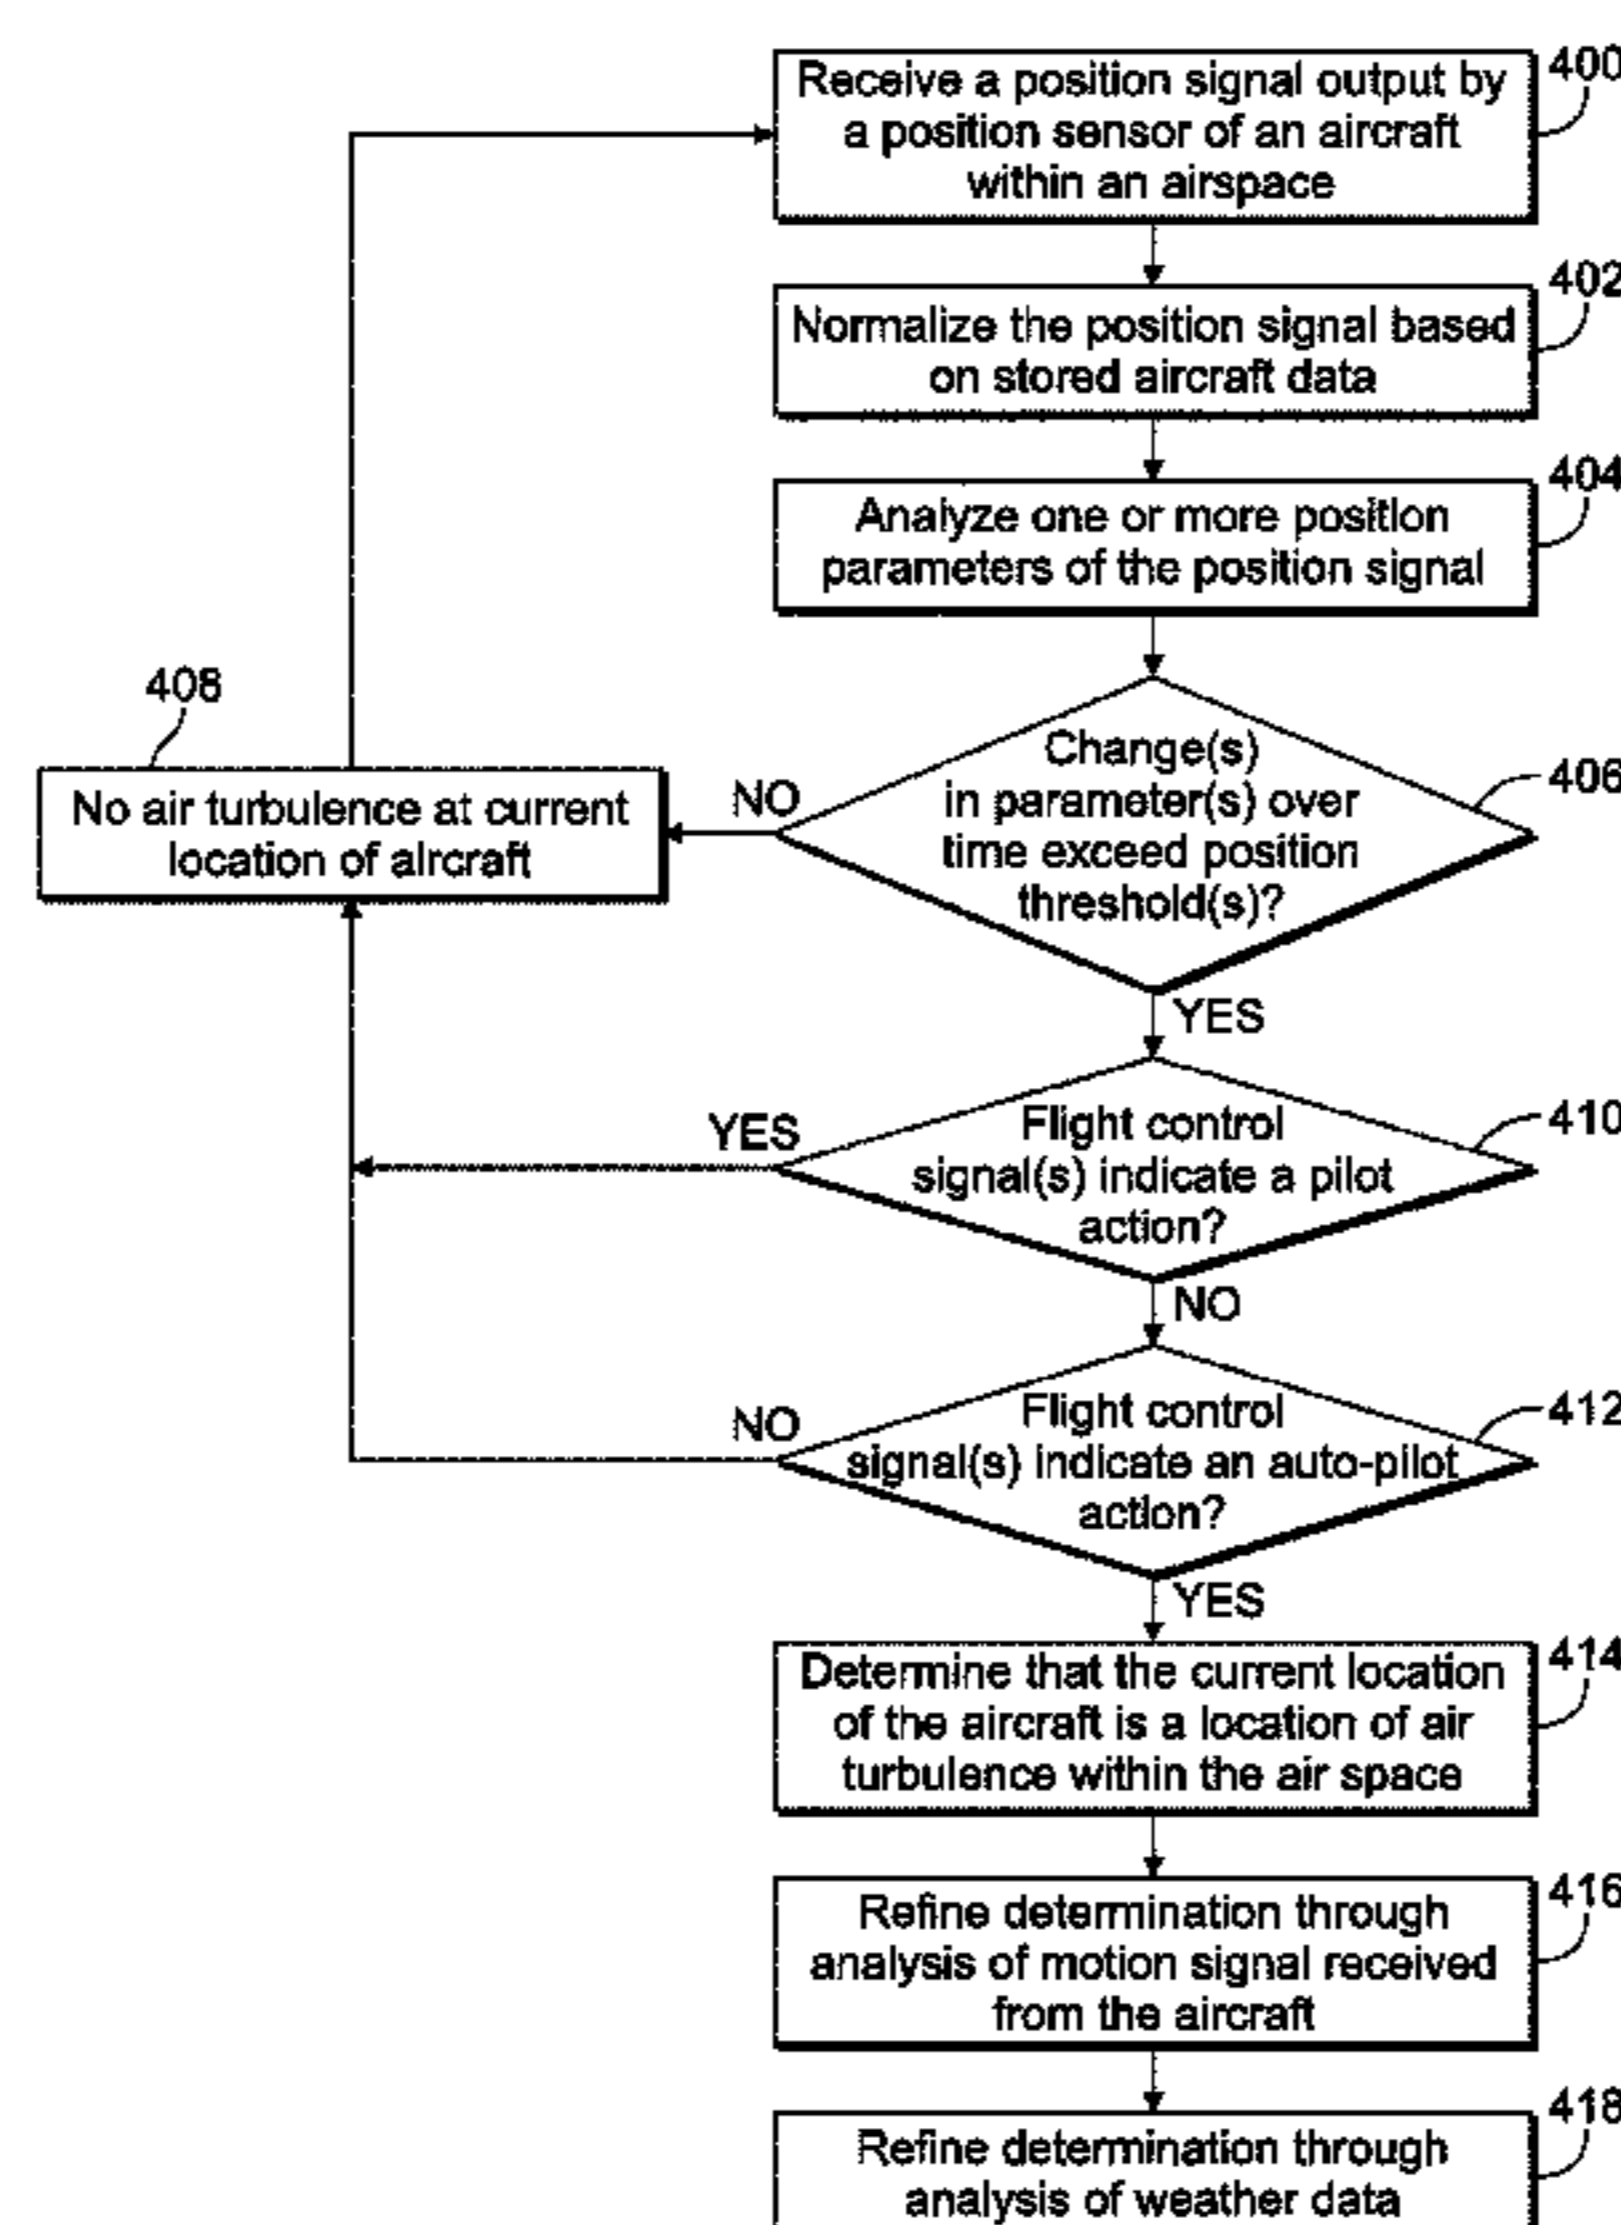 Receive a position signal output by
a position sensor of an aircraft
within an airspace
400
Normalize the position signal based
on stored aircraft data
402
Analyze one or more position
parameters of the position signal
404
Change(s)
in parameter(s) over
time exceed position
threshold(s)?
406
NO
408
No air turbulence at current
location of aircraft
YES
Flight control
signal(s) indicate a pilot
action?
410
YES
NO
Flight control
signal(s) indicate an auto-pilot
action?
412
NO
YES
Determine that the current location
of the aircraft is a location of air
turbulence within the air space
414
Refine determination through
analysis of motion signal received
from the aircraft
416
Refine determination through
analysis of weather data
418